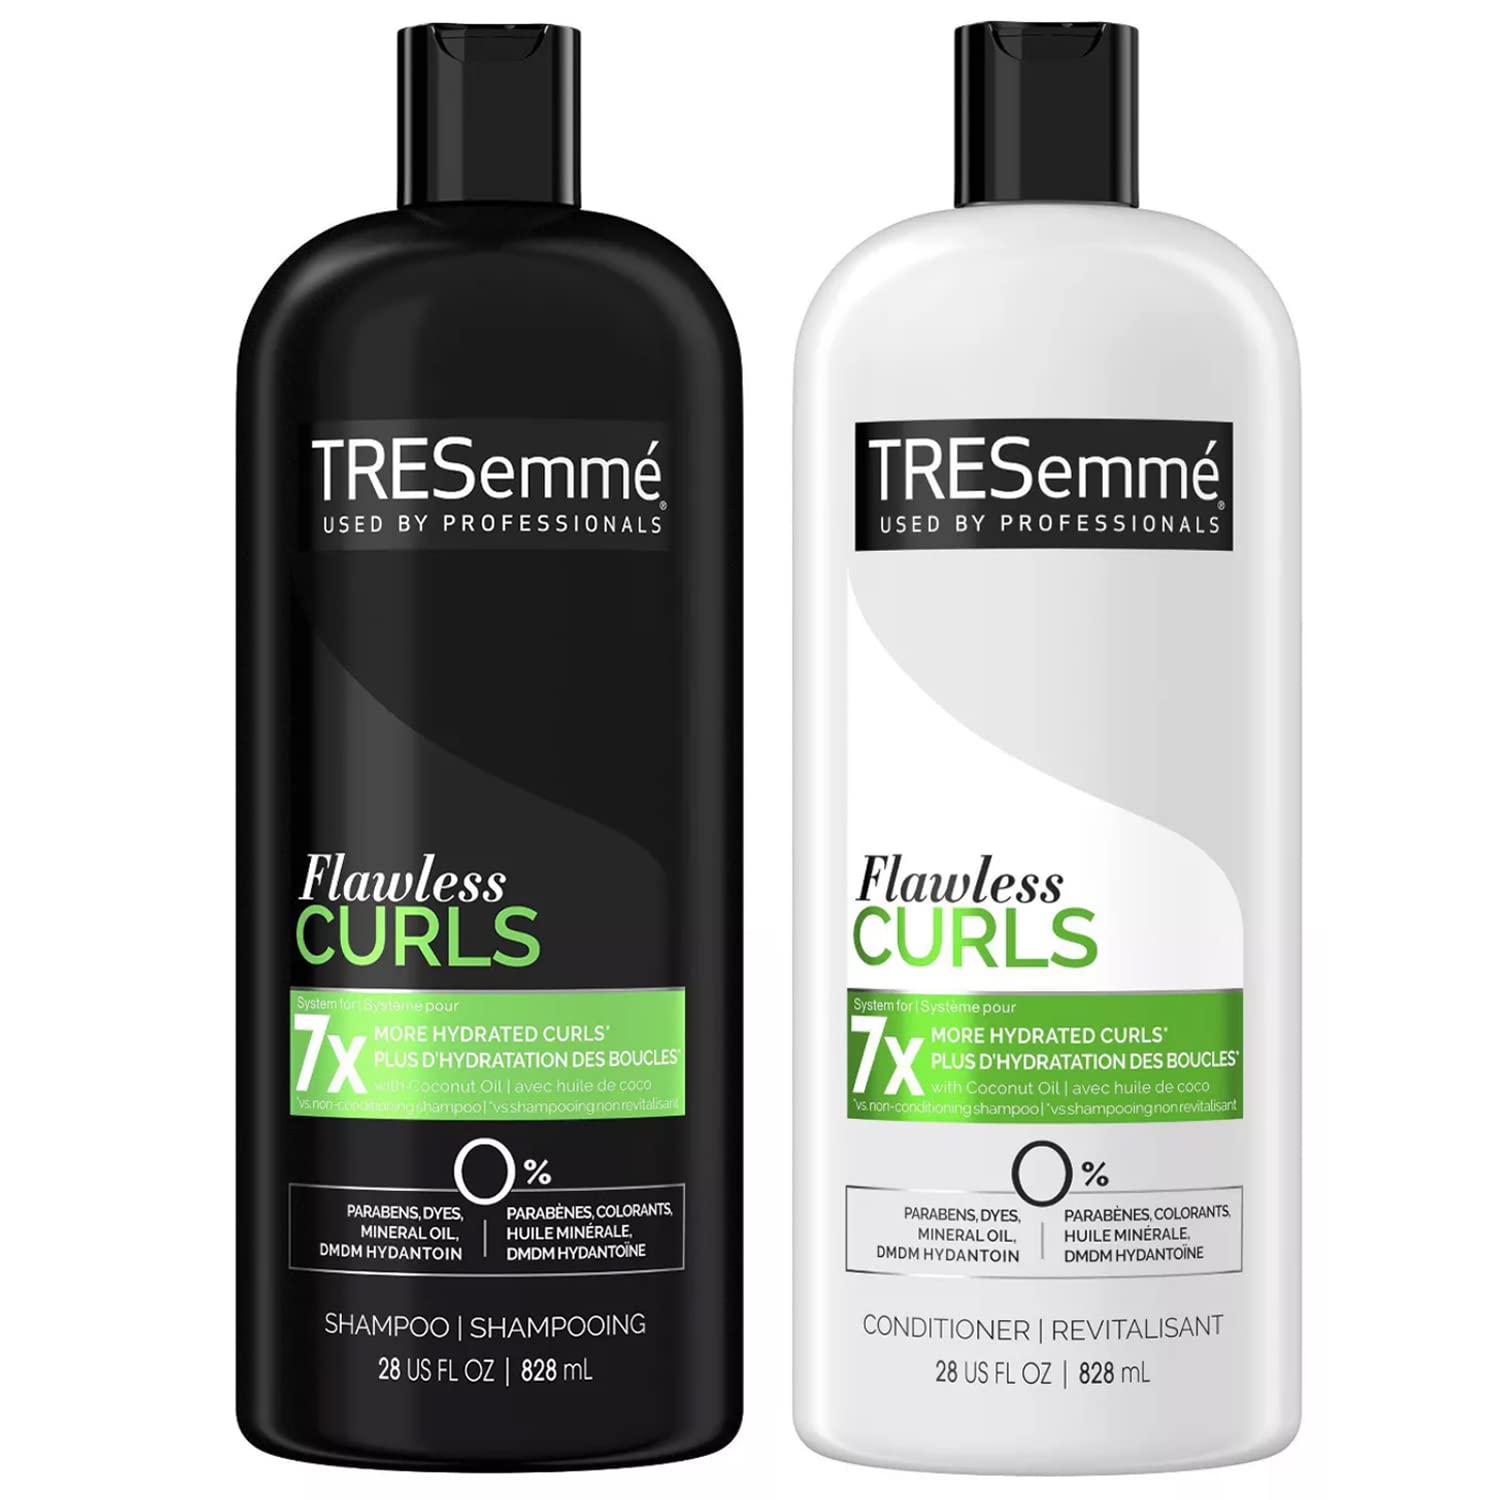 TRESemmé®
USED BY PROFESSIONALS
Flawless
CURLS
System for | Système pour
7x
MORE HYDRATED CURLS*
PLUS D'HYDRATATION DES BOUCLES*
with Coconut Oil | avec huile de coco
*vs. non-conditioning shampoo | *vs shampooing non revitalisant
0%
PARABENS, DYES,
MINERAL OIL,
DMDM HYDANTOIN
PARABÈNES, COLORANTS,
HUILE MINÉRALE,
DMDM HYDANTOÏNE
SHAMPOO | SHAMPOOING
28 US FL OZ | 828 mL
TRESemmé®
USED BY PROFESSIONALS
Flawless
CURLS
System for | Système pour
7x
MORE HYDRATED CURLS*
PLUS D'HYDRATATION DES BOUCLES*
with Coconut Oil | avec huile de coco
*vs. non-conditioning shampoo | *vs shampooing non revitalisant
0%
PARABENS, DYES,
MINERAL OIL,
DMDM HYDANTOIN
PARABÈNES, COLORANTS,
HUILE MINÉRALE,
DMDM HYDANTOÏNE
CONDITIONER | REVITALISANT
28 US FL OZ | 828 mL